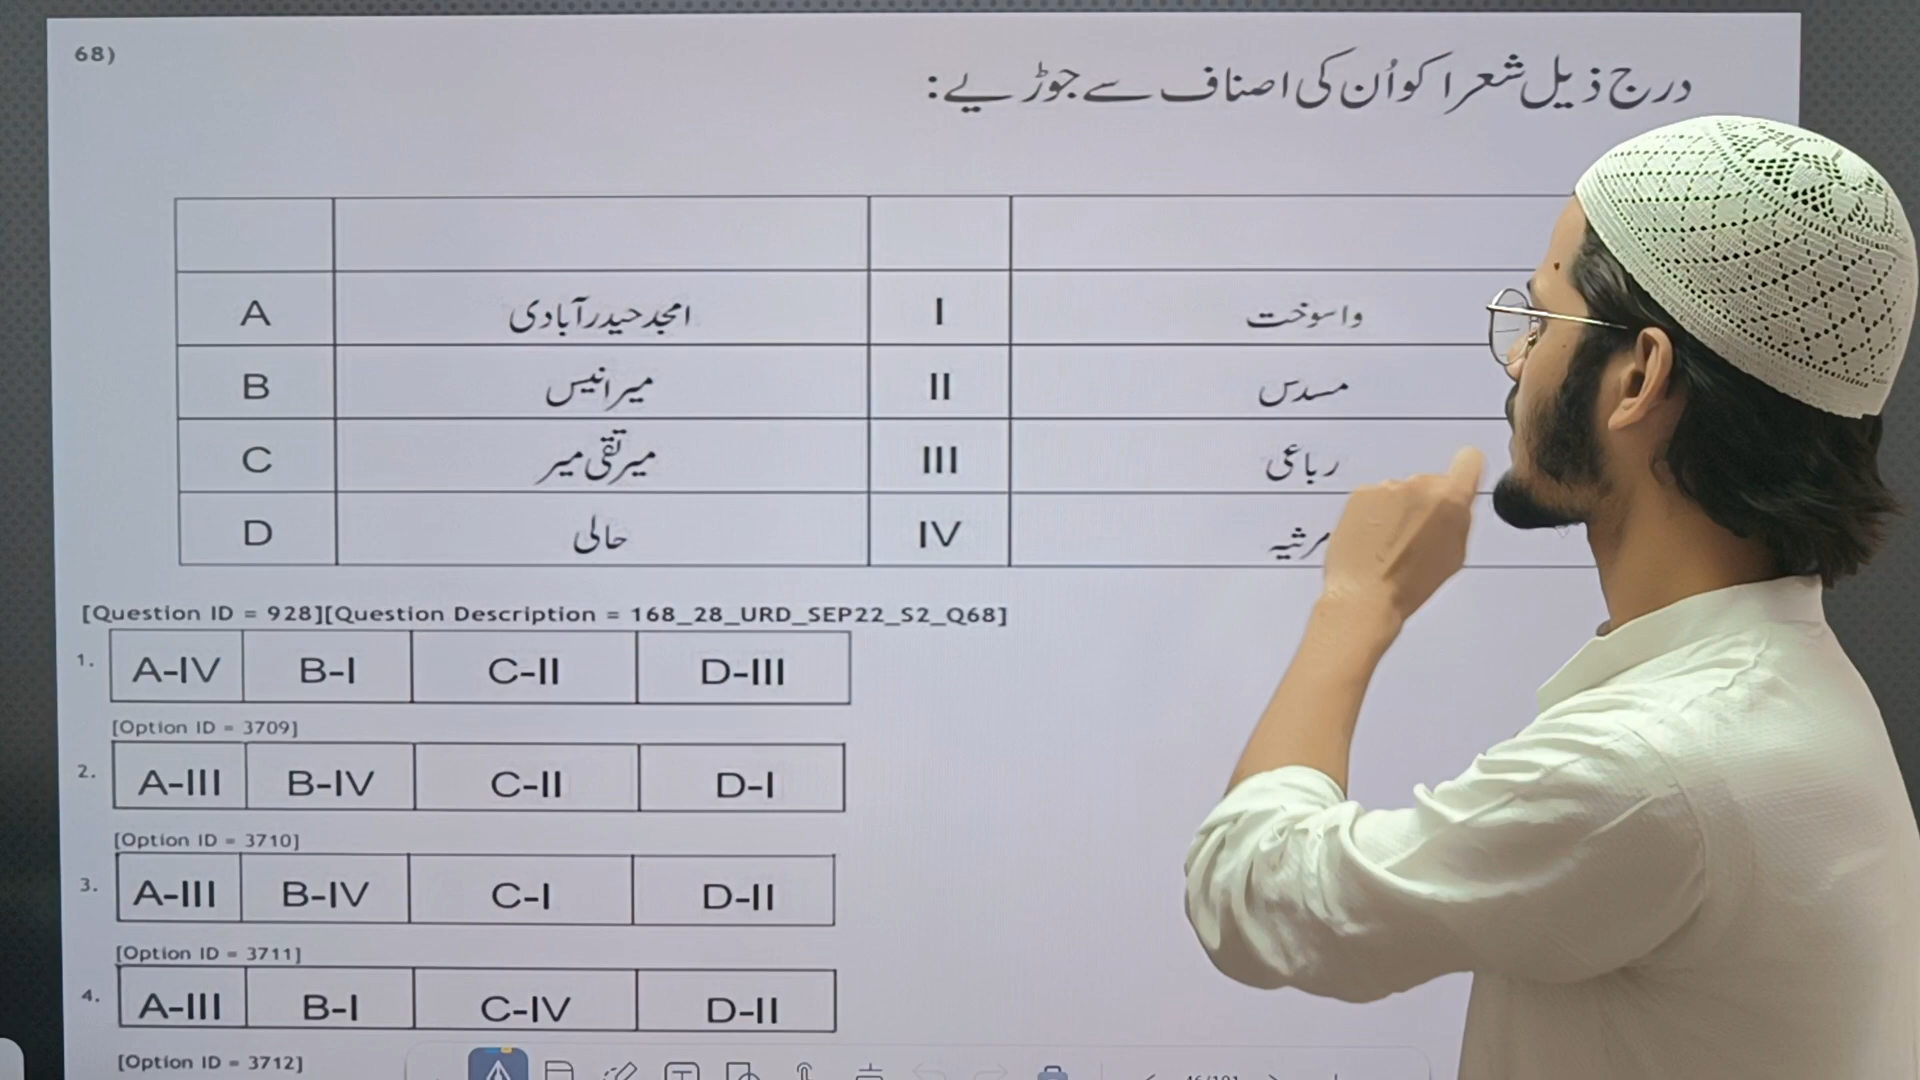 68)
درج ذیل شعرا کو اُن کی اصناف سے جوڑیے:
A امجد حیدرآبادی I واسوخت
B میر انیس II مسدس
C میر تقی میر III رباعی
D حالی IV مرثیہ
[Question ID = 928][Question Description = 168_28_URD_SEP22_S2_Q68]
1. A-IV B-I C-II D-III
[Option ID = 3709]
2. A-III B-IV C-II D-I
[Option ID = 3710]
3. A-III B-IV C-I D-II
[Option ID = 3711]
4. A-III B-I C-IV D-II
[Option ID = 3712]